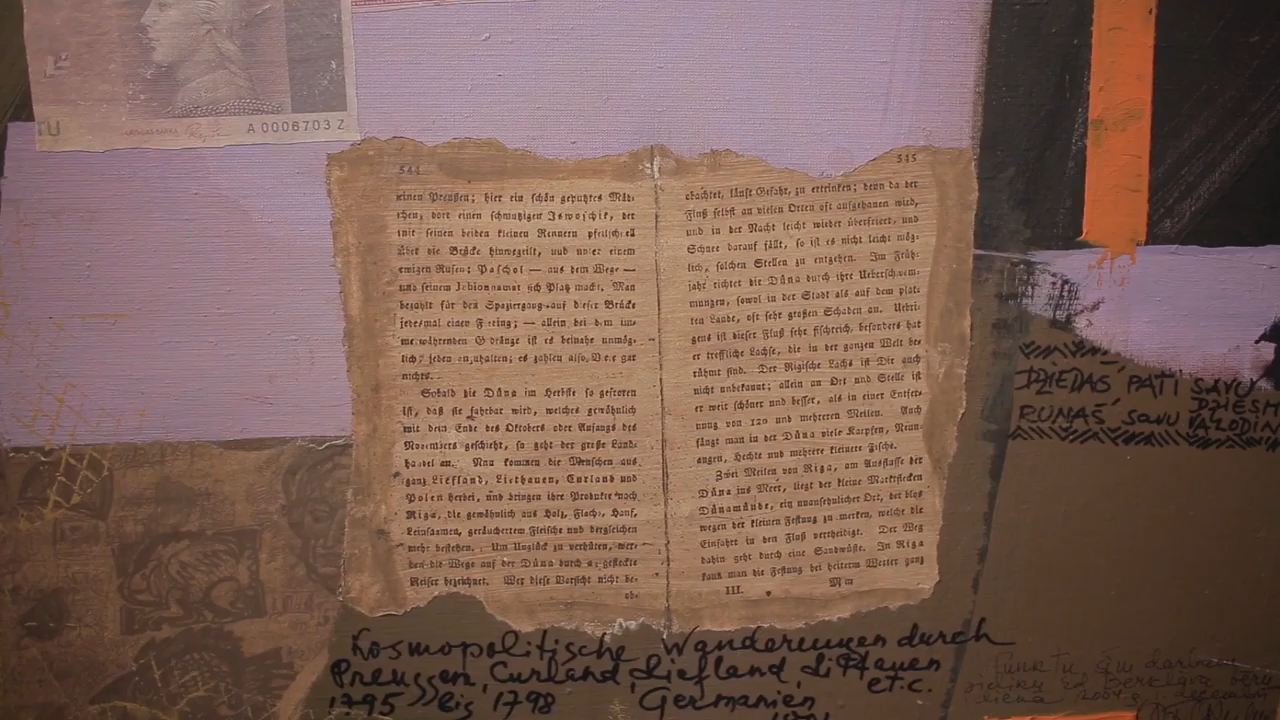 A 0006703 Z
544
einen Preußen; hier ein schön geputztes Mäd-
chen, dort einen schmutzigen Iswoschik, der
mit seinen beiden kleinen Rennern pfeilschnell
über die Brücke hinwegeilt, und unter einem
ewigen Rufen: Paschol — aus dem Wege —
und seinem sich Platz macht. Man
bezahlt für den Spaziergang auf dieser Brücke
jedesmal einen Ferding; — allein bei dem im-
merwährenden Gedränge ist es beinahe unmög-
lich, jeden anzuhalten; es zahlen also Viele gar
nichts.
Sobald die Düna im Herbste so gefroren
ist, daß sie fahrbar wird, welches gewöhnlich
mit dem Ende des Oktobers oder Anfangs des
Novembers geschieht, so geht der große Land-
handel an. Nun kommen die Menschen aus
ganz Liefland, Litthauen, Curland und
Polen herbei, und bringen ihre Produkte nach
Riga, die gewöhnlich aus Holz, Flachs, Hanf,
Leinsaamen, geräuchertem Fleische und dergleichen
mehr bestehen. Um Unglück zu verhüten, wer-
den die Wege auf der Düna durch ausgesteckte
Reiser bezeichnet. Wer diese Vorsicht nicht be-
ob-
545
obachtet, läuft Gefahr, zu ertrinken; denn da der
Fluß selbst an vielen Orten oft aufgehauen wird,
und in der Nacht leicht wieder überfriert, und
Schnee darauf fällt, so ist es nicht leicht mög-
lich, solchen Stellen zu entgehen. Im Früh-
jahr richtet die Düna durch ihre Ueberschwem-
mungen, sowol in der Stadt als auf dem plat-
ten Lande, oft sehr großen Schaden an. Uebri-
gens ist dieser Fluß sehr fischreich, besonders hat
er treffliche Lachse, die in der ganzen Welt be-
rühmt sind. Der Rigische Lachs ist Dir auch
nicht unbekannt; allein an Ort und Stelle ist
er weit schöner und besser, als in einer Entfer-
nung von 120 und mehreren Meilen. Auch
fängt man in der Düna viele Karpfen, Neun-
augen, Hechte und mehrere kleinere Fische.
Zwei Meilen von Riga, am Ausflusse der
Düna ins Meer, liegt der kleine Marktflecken
Dünamünde, ein unansehnlicher Ort, der blos
wegen der kleinen Festung zu merken, welche die
Einfahrt in den Fluß vertheidigt. Der Weg
dahin geht durch eine Sandwüste. In Riga
kann man die Festung bei heiterm Wetter ganz
III. Mm
DZIEDAŠ PATI SAVU DZIESM
RUNAŠ SAVU VALODIN
Kosmopolitische Wanderungen durch
Preussen, Curland, Liefland, Litthauen
etc.
1795 bis 1798 Germanien